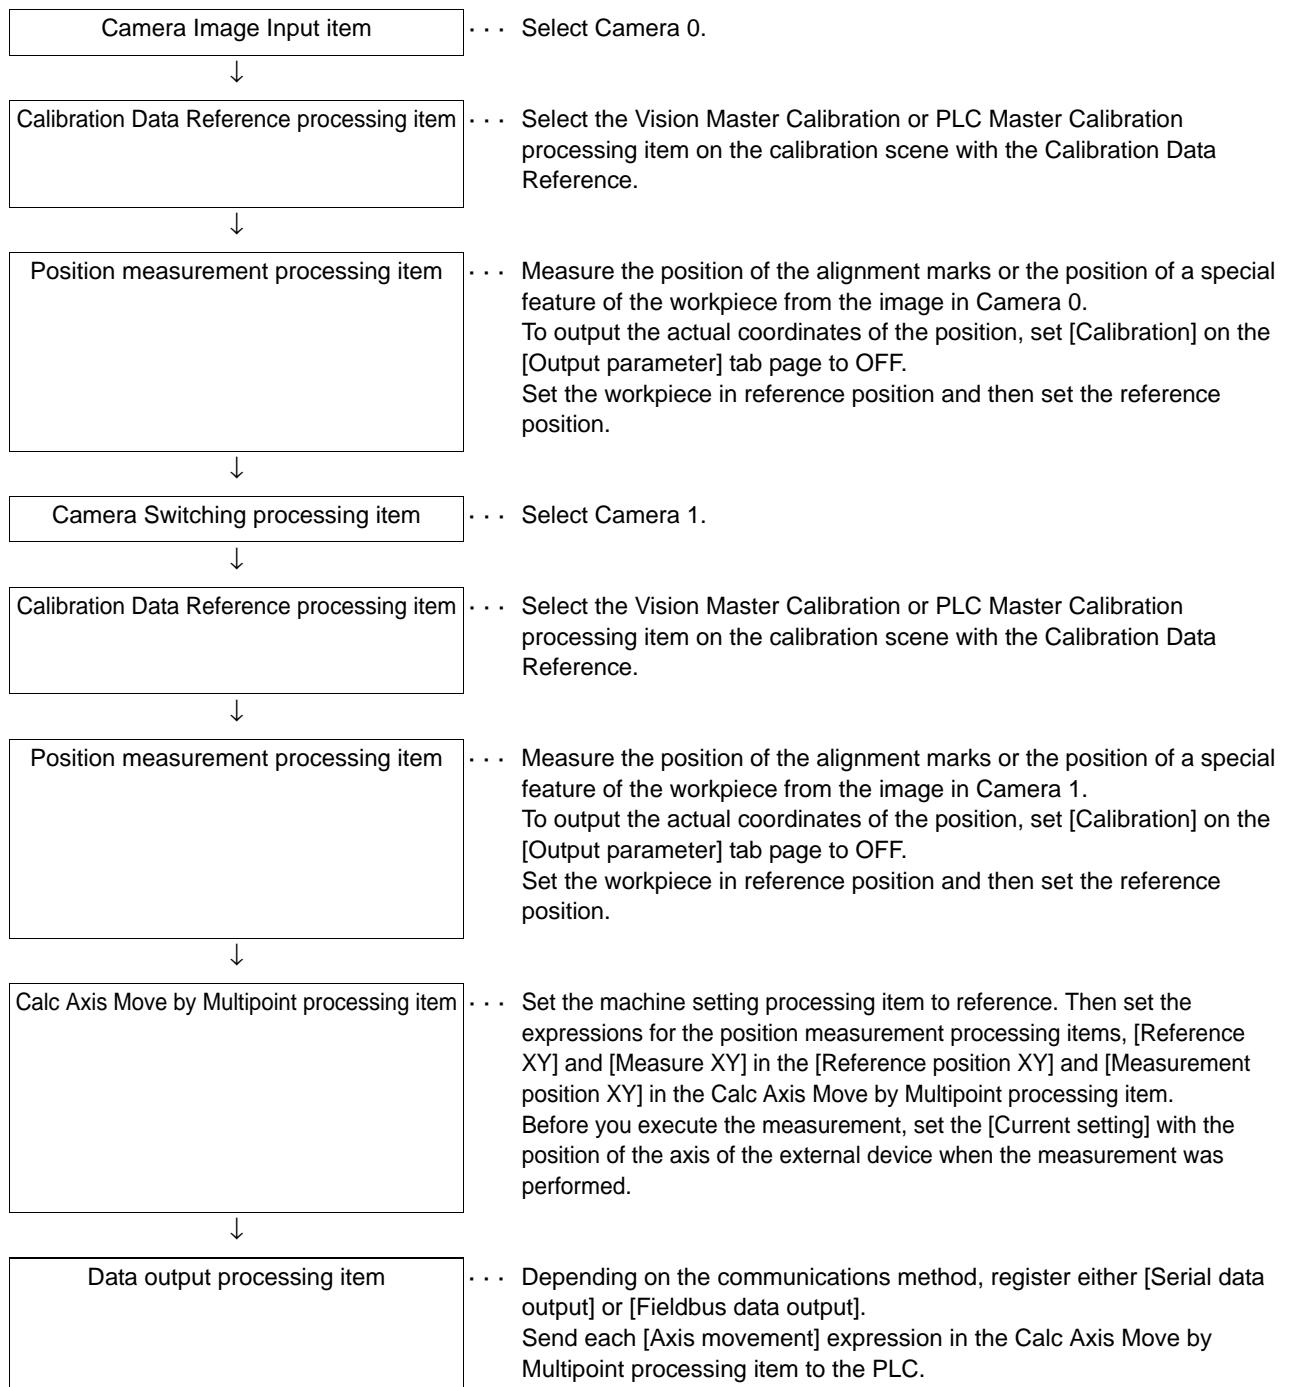 Camera Image Input item ··· Select Camera 0.
↓
Calibration Data Reference processing item ··· Select the Vision Master Calibration or PLC Master Calibration
processing item on the calibration scene with the Calibration Data
Reference.
↓
Position measurement processing item ··· Measure the position of the alignment marks or the position of a special
feature of the workpiece from the image in Camera 0.
To output the actual coordinates of the position, set [Calibration] on the
[Output parameter] tab page to OFF.
Set the workpiece in reference position and then set the reference
position.
↓
Camera Switching processing item ··· Select Camera 1.
↓
Calibration Data Reference processing item ··· Select the Vision Master Calibration or PLC Master Calibration
processing item on the calibration scene with the Calibration Data
Reference.
↓
Position measurement processing item ··· Measure the position of the alignment marks or the position of a special
feature of the workpiece from the image in Camera 1.
To output the actual coordinates of the position, set [Calibration] on the
[Output parameter] tab page to OFF.
Set the workpiece in reference position and then set the reference
position.
↓
Calc Axis Move by Multipoint processing item ··· Set the machine setting processing item to reference. Then set the
expressions for the position measurement processing items, [Reference
XY] and [Measure XY] in the [Reference position XY] and [Measurement
position XY] in the Calc Axis Move by Multipoint processing item.
Before you execute the measurement, set the [Current setting] with the
position of the axis of the external device when the measurement was
performed.
↓
Data output processing item ··· Depending on the communications method, register either [Serial data
output] or [Fieldbus data output].
Send each [Axis movement] expression in the Calc Axis Move by
Multipoint processing item to the PLC.